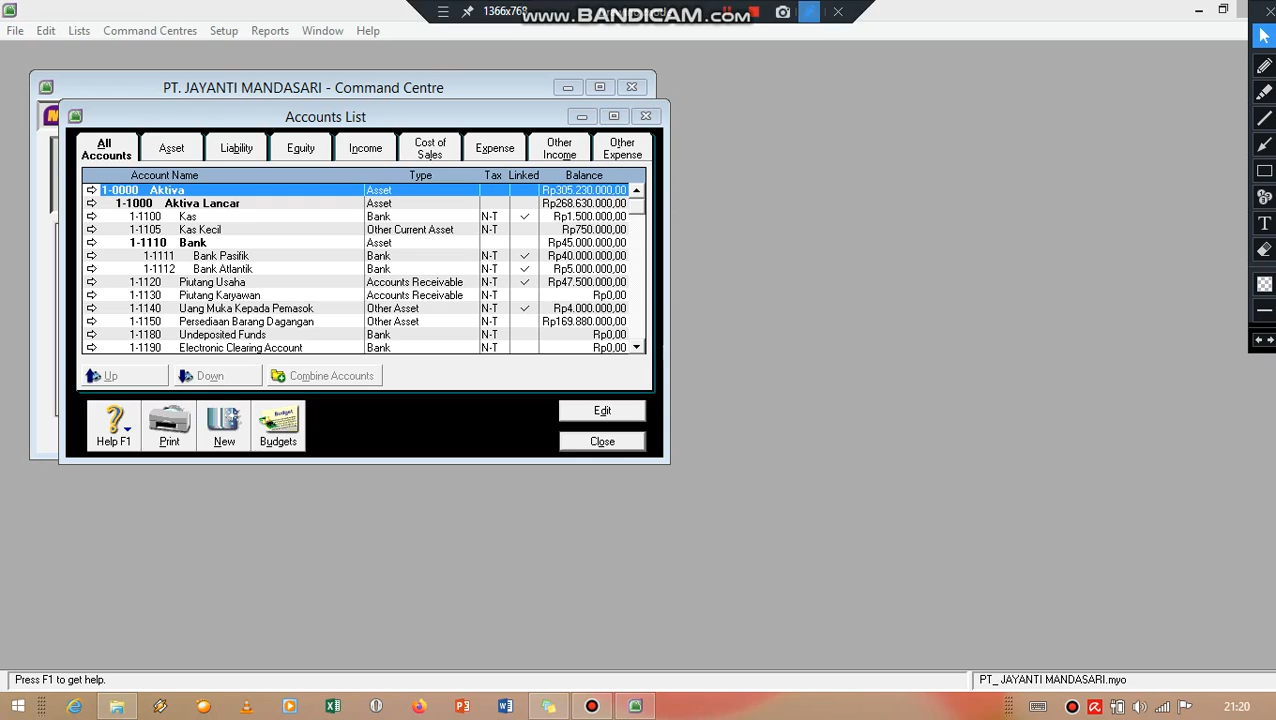 1366x768
www.BANDICAM.com
File Edit Lists Command Centres Setup Reports Window Help
PT. JAYANTI MANDASARI - Command Centre
Accounts List
All Accounts Asset Liability Equity Income Cost of Sales Expense Other Income Other Expense
Account Name Type Tax Linked Balance
1-0000 Aktiva Asset Rp305.230.000,00
1-1000 Aktiva Lancar Asset Rp268.630.000,00
1-1100 Kas Bank N-T ✓ Rp1.500.000,00
1-1105 Kas Kecil Other Current Asset N-T Rp750.000,00
1-1110 Bank Asset Rp45.000.000,00
1-1111 Bank Pasifik Bank N-T ✓ Rp40.000.000,00
1-1112 Bank Atlantik Bank N-T ✓ Rp5.000.000,00
1-1120 Piutang Usaha Accounts Receivable N-T ✓ Rp47.500.000,00
1-1130 Piutang Karyawan Accounts Receivable N-T Rp0,00
1-1140 Uang Muka Kepada Pemasok Other Asset N-T ✓ Rp4.000.000,00
1-1150 Persediaan Barang Dagangan Other Asset N-T Rp169.880.000,00
1-1180 Undeposited Funds Bank N-T Rp0,00
1-1190 Electronic Clearing Account Bank N-T Rp0,00
Up Down Combine Accounts
Edit
Help F1 Print New Budgets
Close
Press F1 to get help. PT_ JAYANTI MANDASARI.myo
21:20